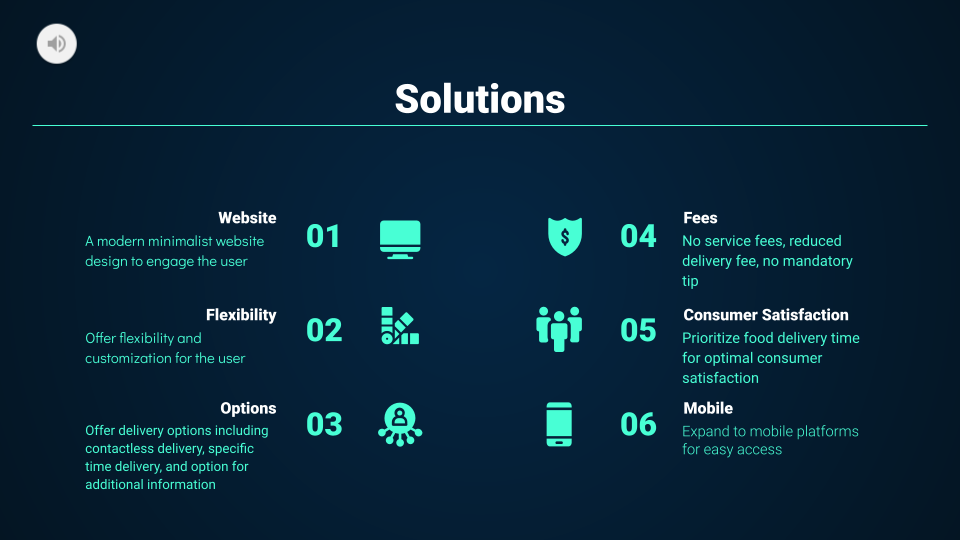 Solutions
Website
A modern minimalist website
design to engage the user
01
Flexibility
Offer flexibility and
customization for the user
02
Options
Offer delivery options including
contactless delivery, specific
time delivery, and option for
additional information
03
$
04
Fees
No service fees, reduced
delivery fee, no mandatory
tip
05
Consumer Satisfaction
Prioritize food delivery time
for optimal consumer
satisfaction
06
Mobile
Expand to mobile platforms
for easy access